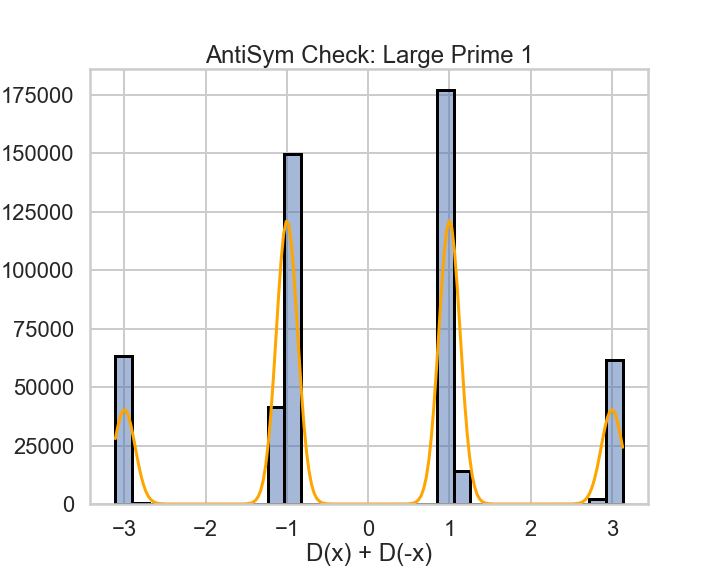 AntiSym Check: Large Prime 1
175000
150000
125000
100000
75000
50000
25000
0
−3 −2 −1 0 1 2 3
D(x) + D(-x)